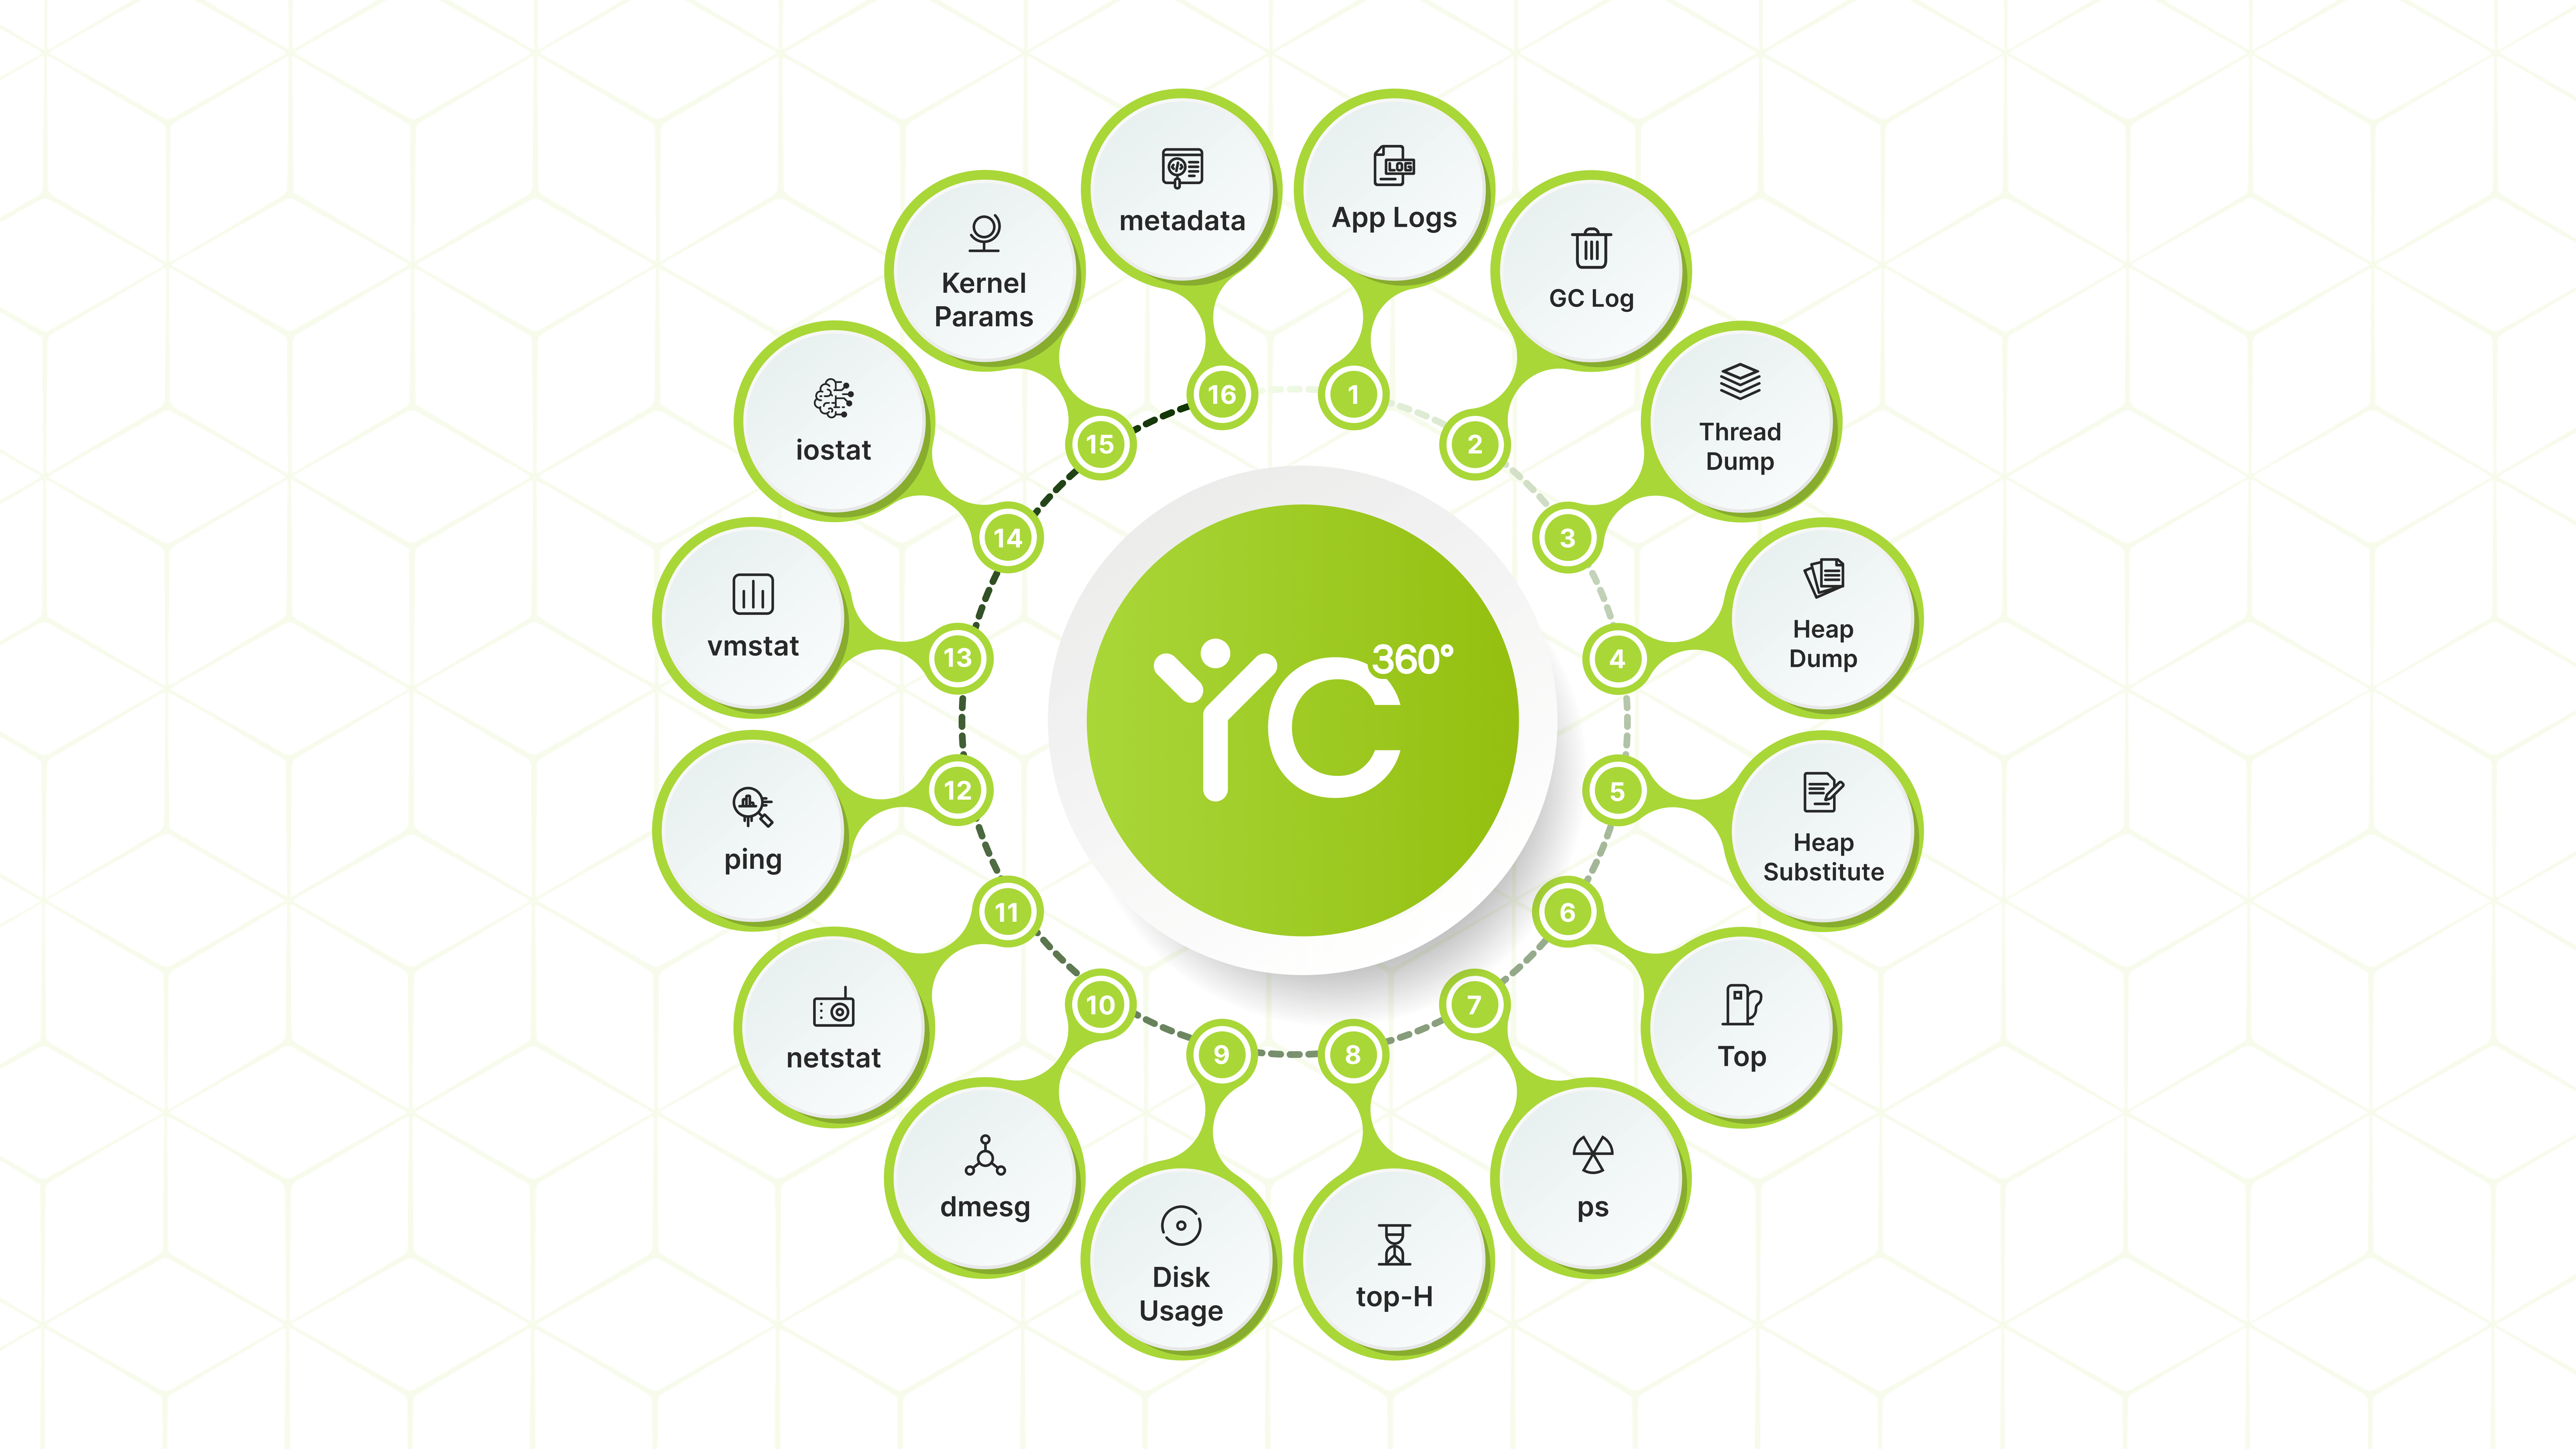 YC 360°
1
App Logs
LOG
2
GC Log
3
Thread
Dump
4
Heap
Dump
5
Heap
Substitute
6
Top
7
ps
8
top-H
9
Disk
Usage
10
dmesg
11
netstat
12
ping
13
vmstat
14
iostat
15
Kernel
Params
16
metadata